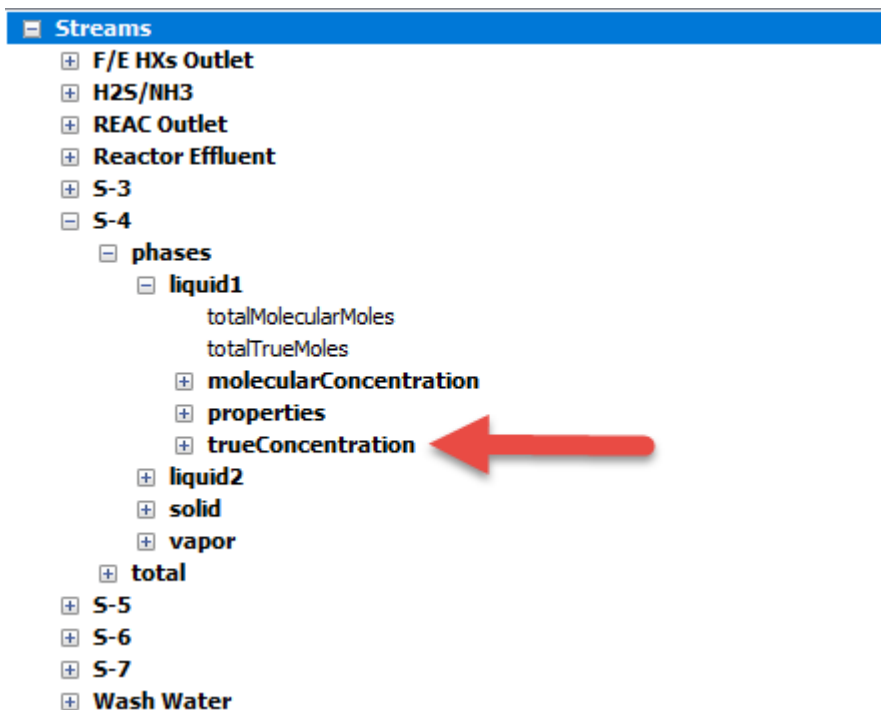 Streams
F/E HXs Outlet
H2S/NH3
REAC Outlet
Reactor Effluent
S-3
S-4
phases
liquid1
totalMolecularMoles
totalTrueMoles
molecularConcentration
properties
trueConcentration
liquid2
solid
vapor
total
S-5
S-6
S-7
Wash Water